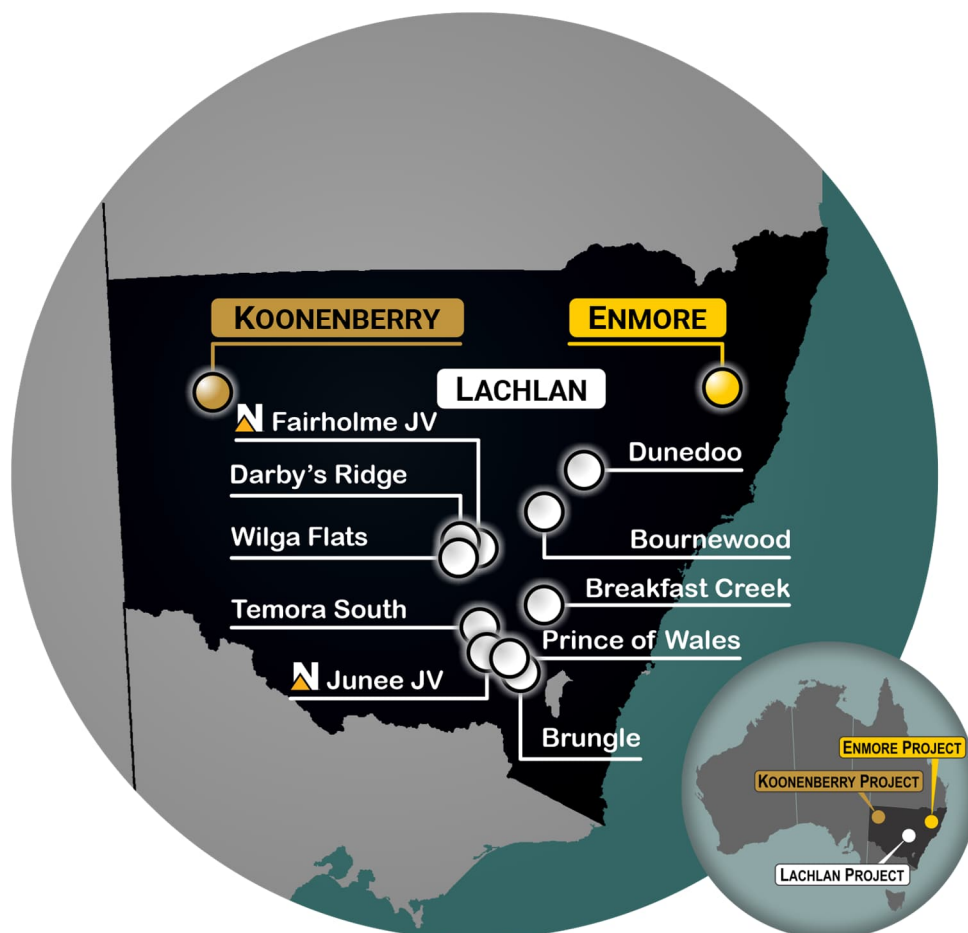 KOONENBERRY
ENMORE
LACHLAN
N Fairholme JV
Dunedoo
Darby's Ridge
Wilga Flats
Bournewood
Breakfast Creek
Temora South
Prince of Wales
N Junee JV
Brungle
ENMORE PROJECT
KOONENBERRY PROJECT
LACHLAN PROJECT